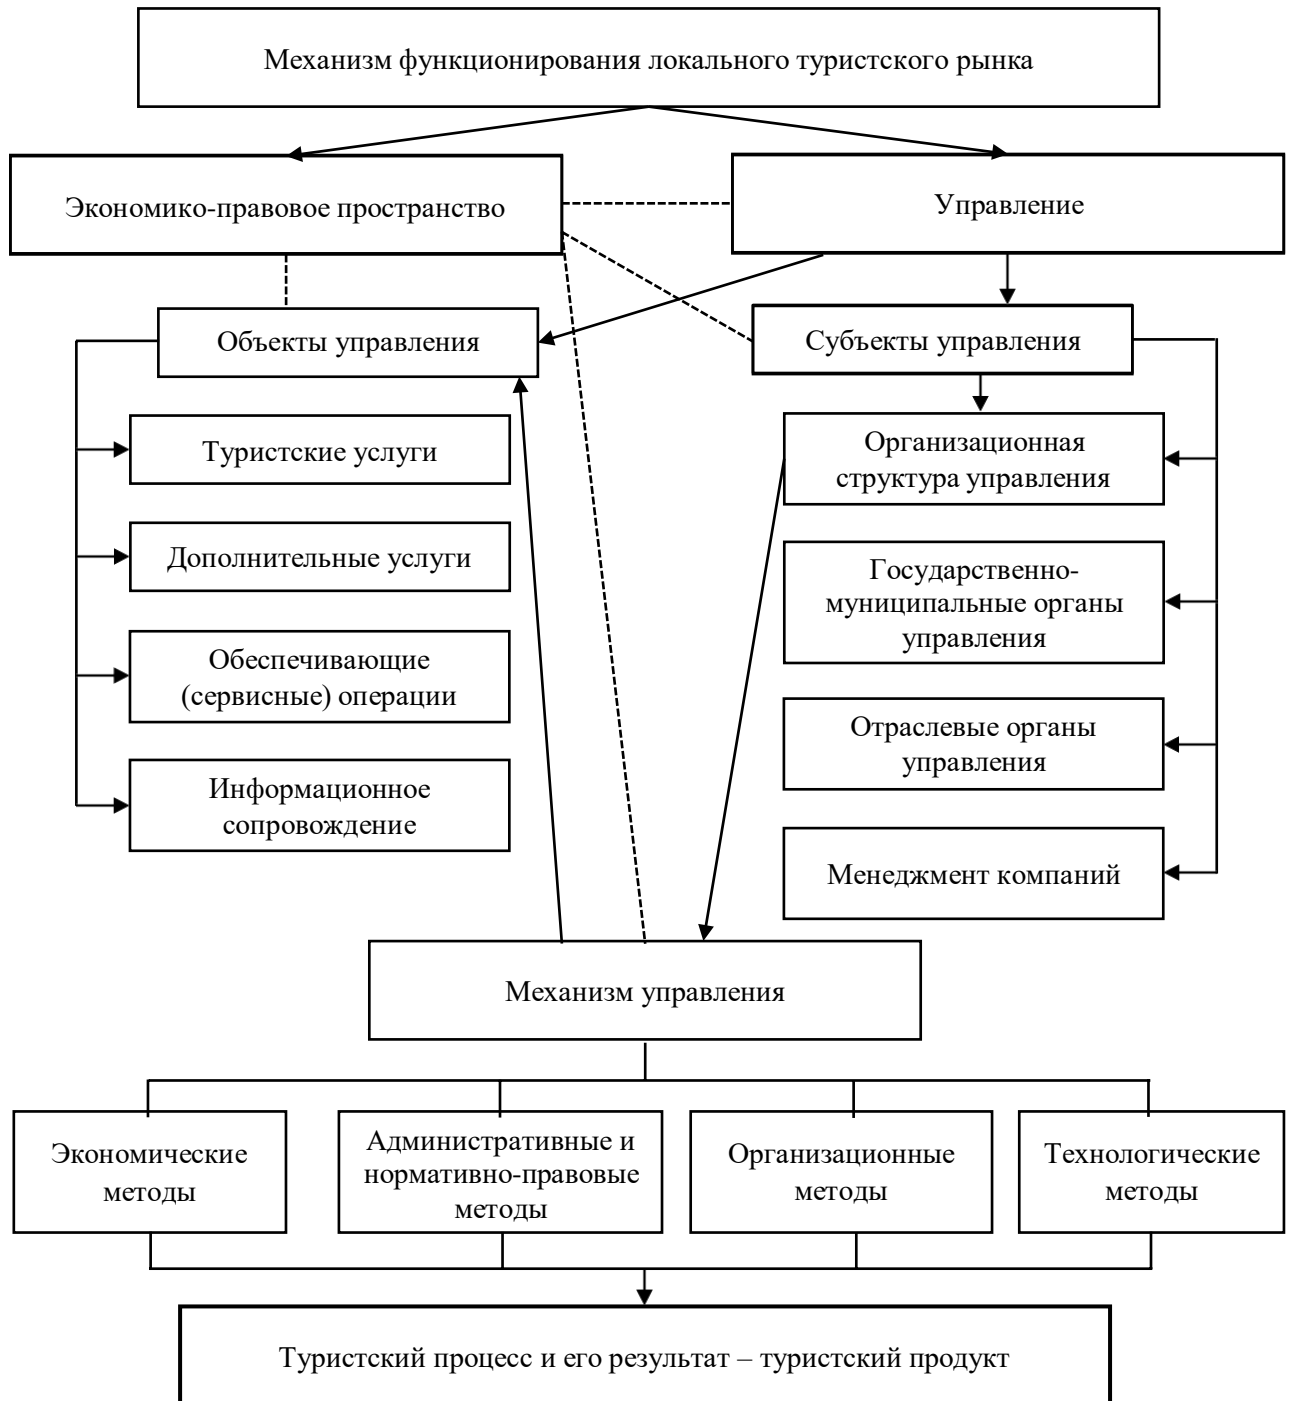 Механизм функционирования локального туристского рынка
Экономико-правовое пространство
Управление
Объекты управления
Субъекты управления
Туристские услуги
Дополнительные услуги
Обеспечивающие
(сервисные) операции
Информационное
сопровождение
Организационная
структура управления
Государственно-
муниципальные органы
управления
Отраслевые органы
управления
Менеджмент компаний
Механизм управления
Экономические
методы
Административные и
нормативно-правовые
методы
Организационные
методы
Технологические
методы
Туристский процесс и его результат – туристский продукт